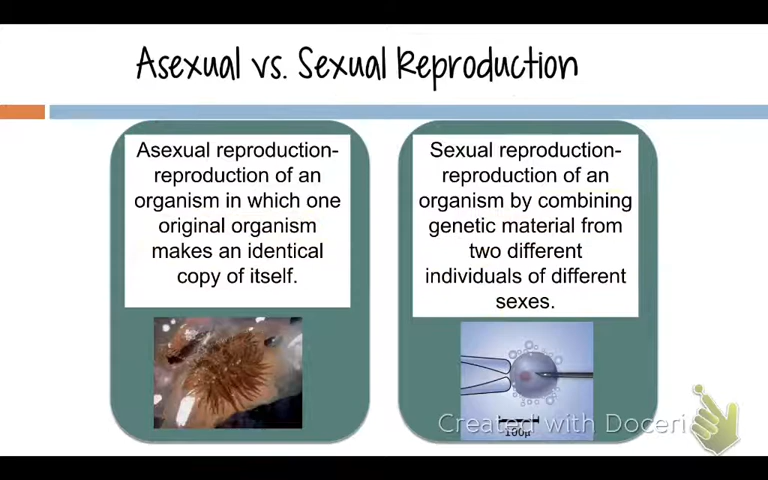 Asexual vs. Sexual Reproduction
Asexual reproduction-
reproduction of an
organism in which one
original organism
makes an identical
copy of itself.
Sexual reproduction-
reproduction of an
organism by combining
genetic material from
two different
individuals of different
sexes.
100μ
Created with Doceri